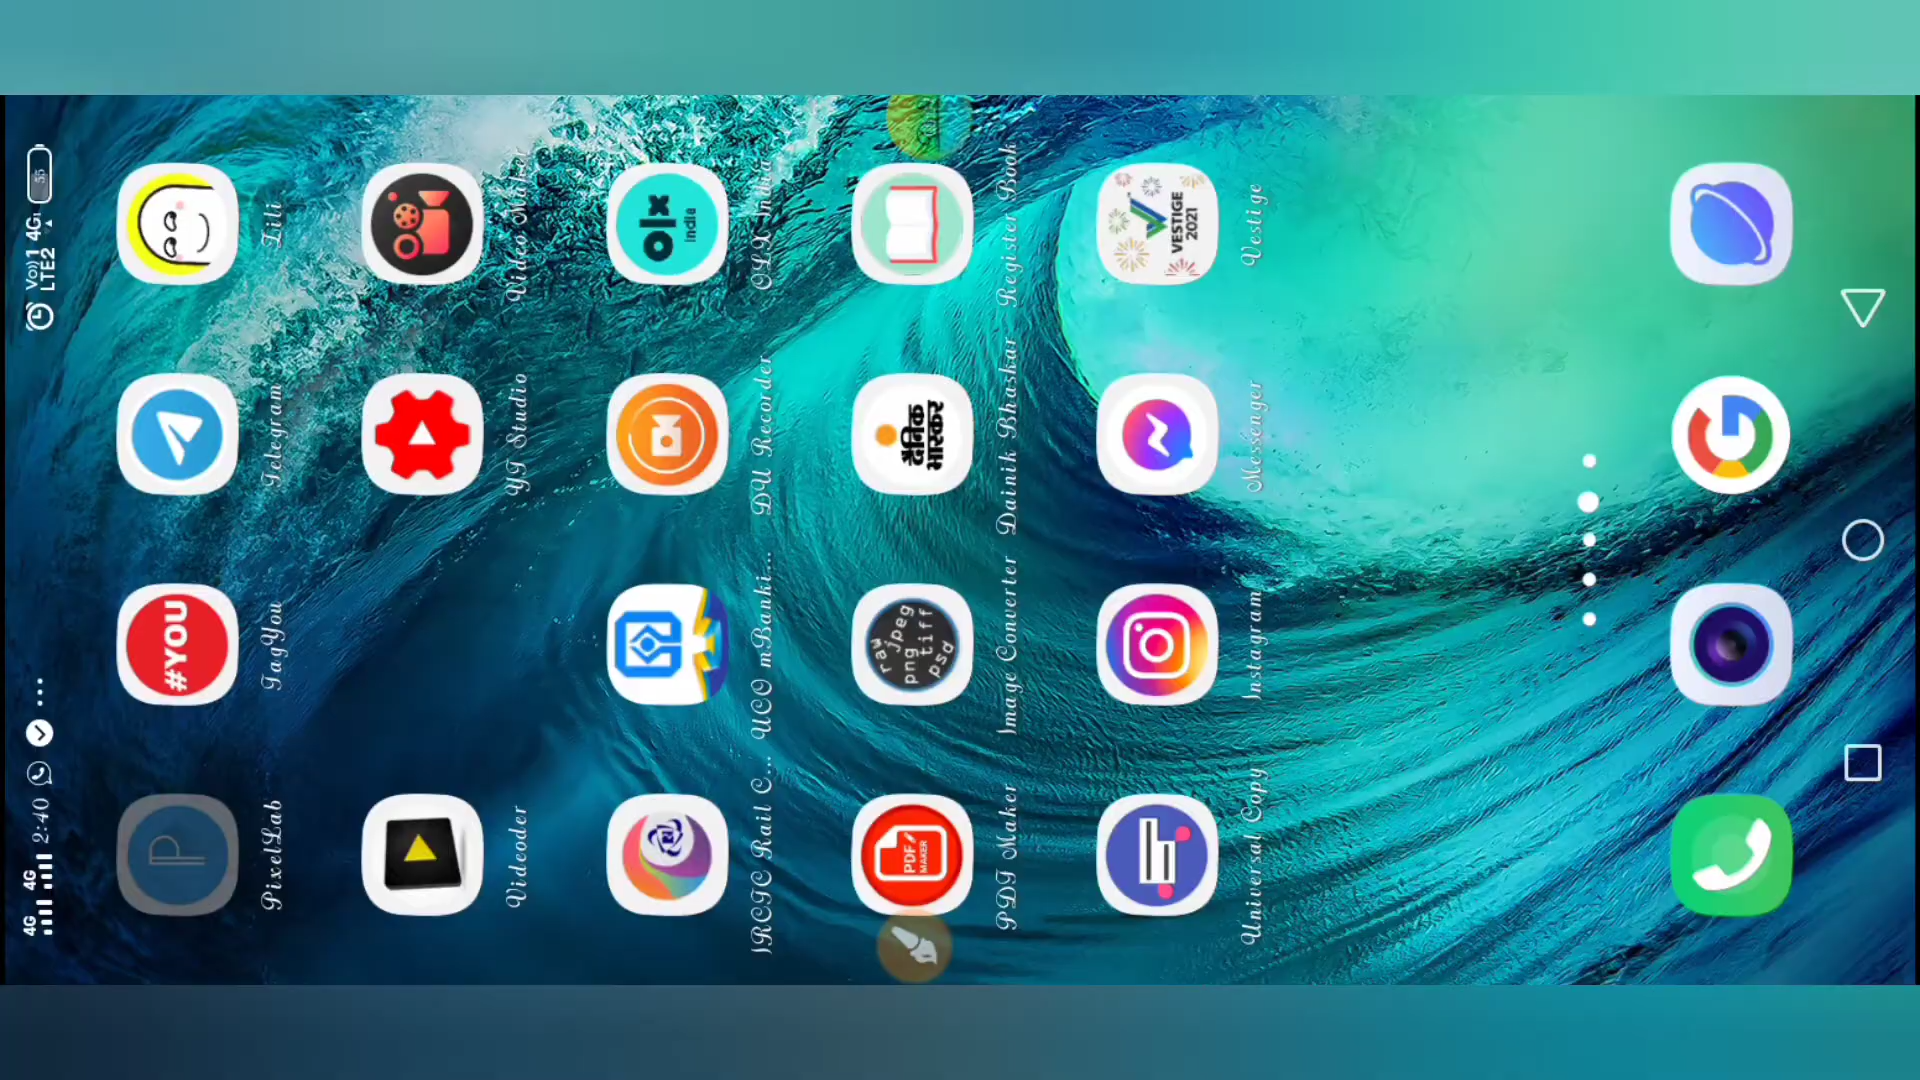 4G 4G 2:40
Vo)) 1 4G
LTE2
55
PixelLab
#YOU
TagYou
Telegram
Lili
Videoder
YT Studio
Video Maker
IRCTC Rail C...
UCO mBanki...
DU Recorder
olx
india
OLX India
PDF
MAKER
PDF Maker
raw
jpeg
png
tiff
psd
Image Converter
दैनिक
भास्कर
Dainik Bhaskar
Register Book
Universal Copy
Instagram
Messenger
VESTIGE
2021
Vestige